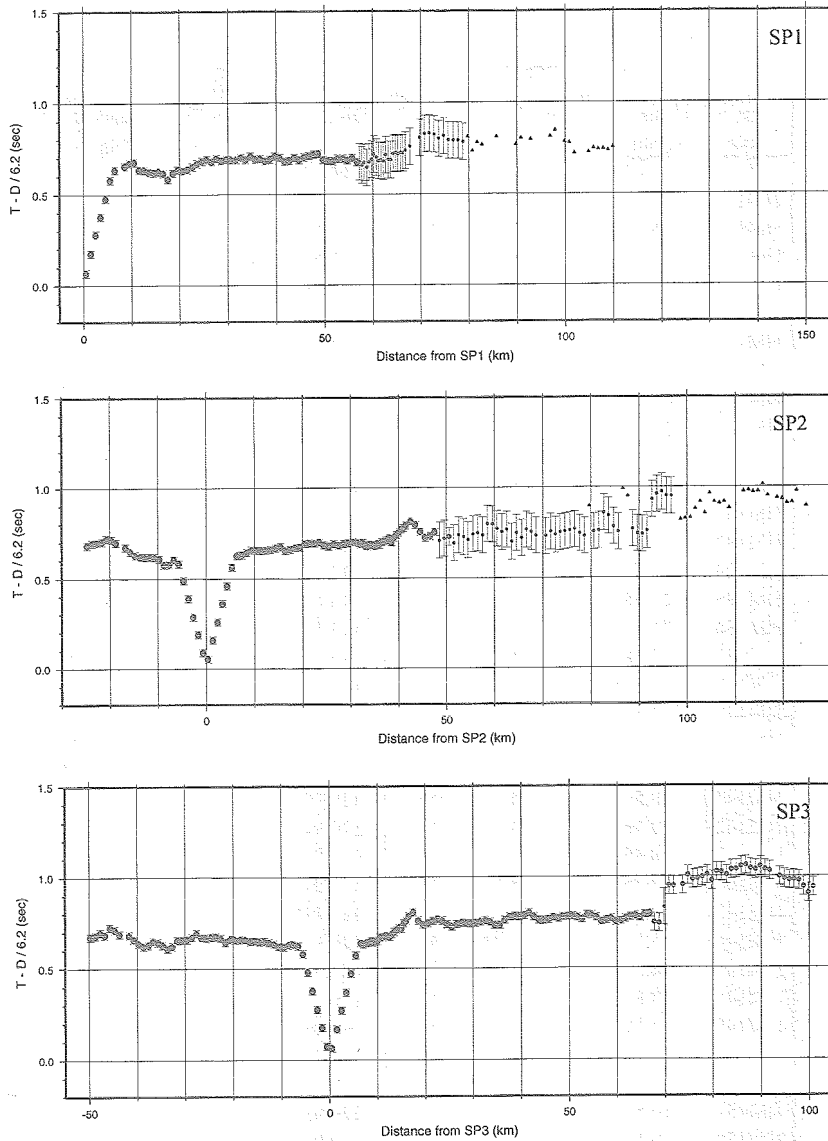 SP1
1.5
1.0
0.5
0.0
T - D / 6.2 (sec)
0 50 100 150
Distance from SP1 (km)
SP2
1.5
1.0
0.5
0.0
T - D / 6.2 (sec)
0 50 100
Distance from SP2 (km)
SP3
1.5
1.0
0.5
0.0
T - D / 6.2 (sec)
-50 0 50 100
Distance from SP3 (km)